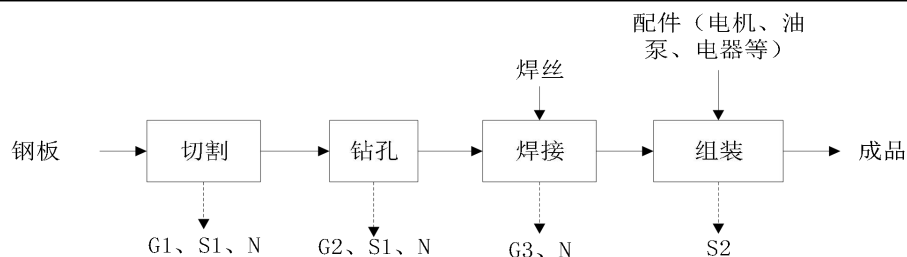 配件（电机、油
泵、电器等）
焊丝
钢板
切割
钻孔
焊接
组装
成品
G1、S1、N
G2、S1、N
G3、N
S2